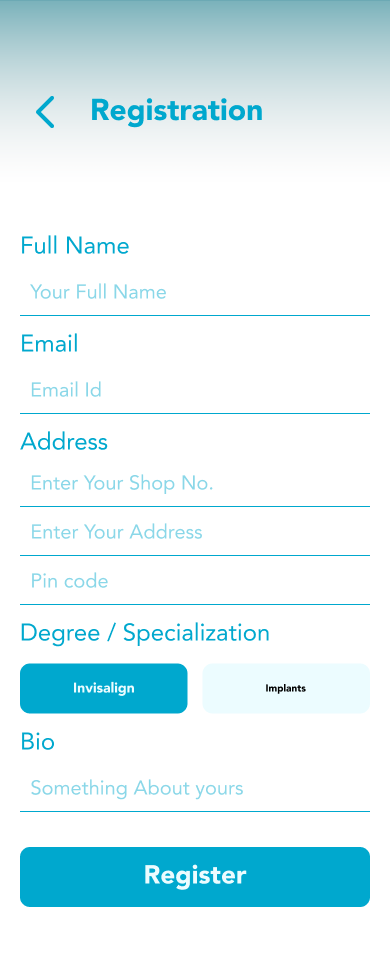 Registration
Full Name
Your Full Name
Email
Email Id
Address
Enter Your Shop No.
Enter Your Address
Pin code
Degree / Specialization
Invisalign
Implants
Bio
Something About yours
Register